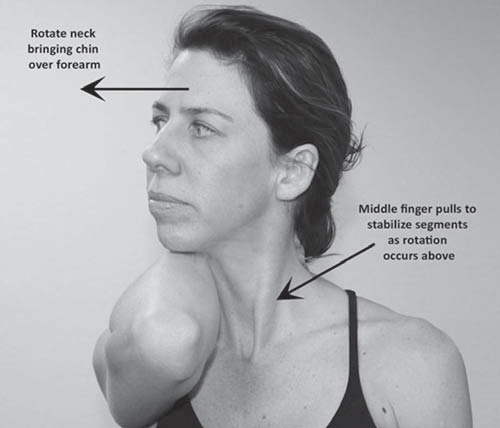 Rotate neck
bringing chin
over forearm
Middle finger pulls to
stabilize segments
as rotation
occurs above